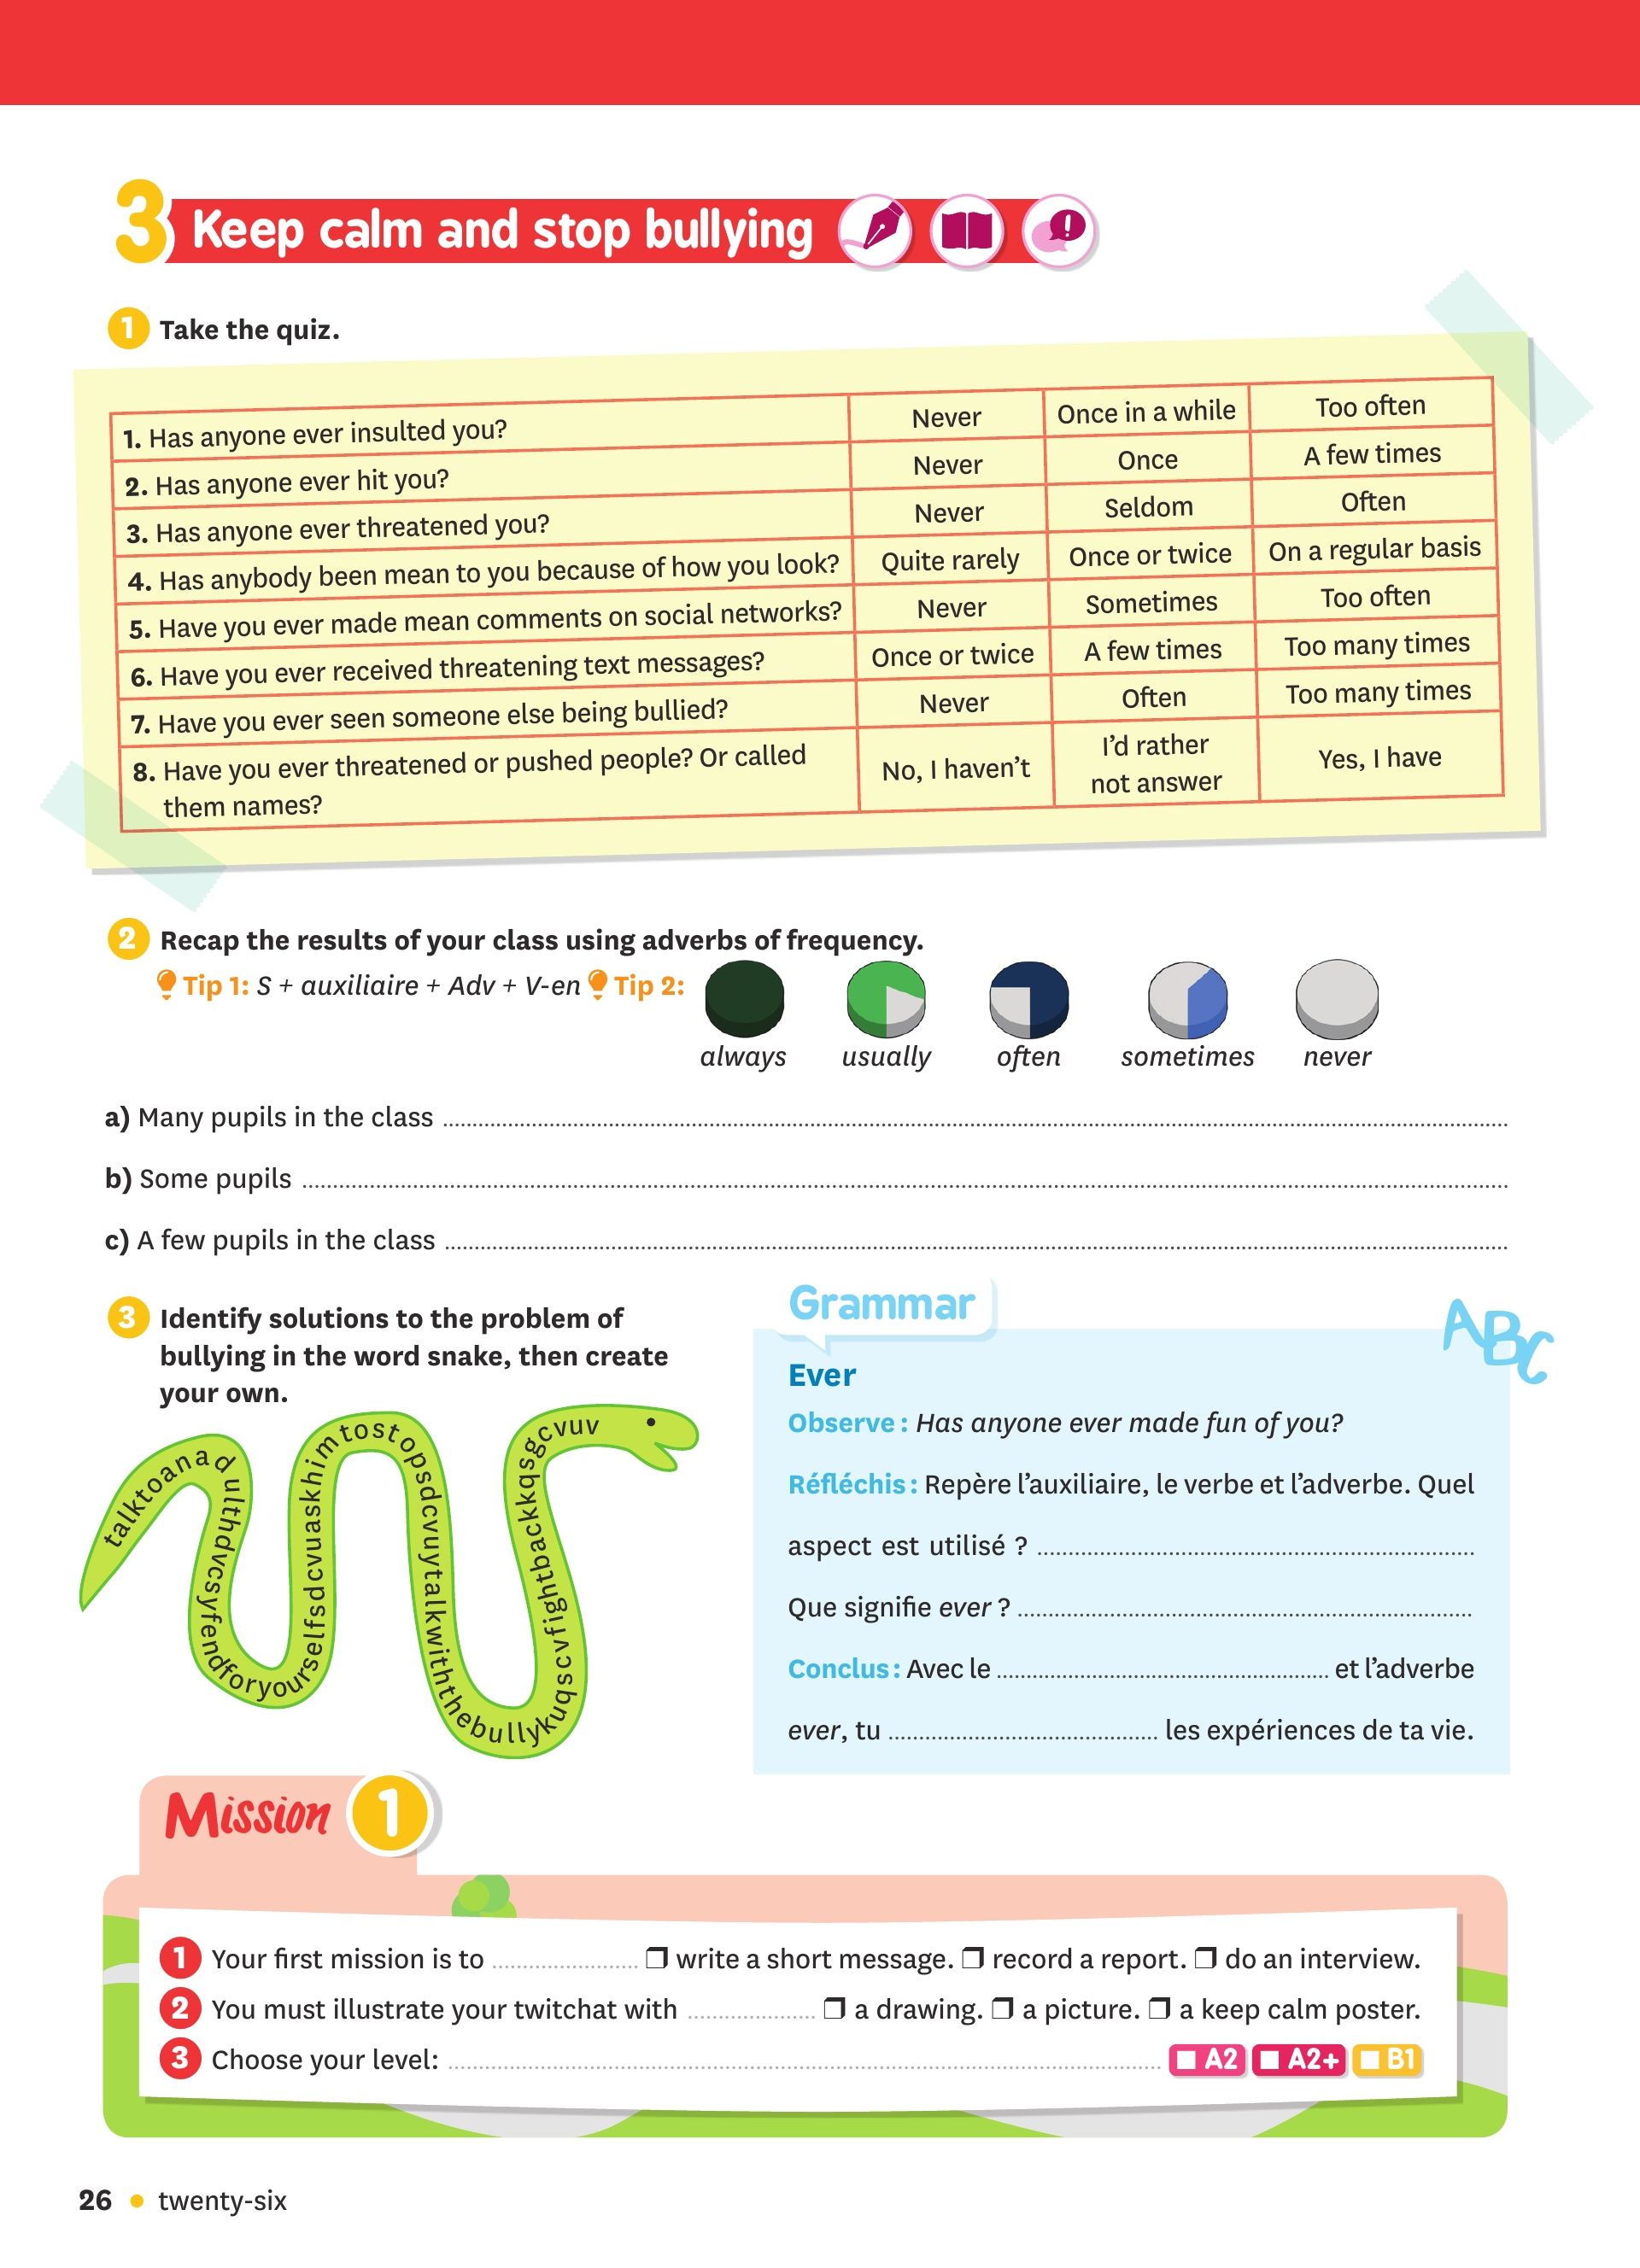 3 Keep calm and stop bullying
1 Take the quiz.
1. Has anyone ever insulted you? Never Once in a while Too often
2. Has anyone ever hit you? Never Once A few times
3. Has anyone ever threatened you? Never Seldom Often
4. Has anybody been mean to you because of how you look? Quite rarely Once or twice On a regular basis
5. Have you ever made mean comments on social networks? Never Sometimes Too often
6. Have you ever received threatening text messages? Once or twice A few times Too many times
7. Have you ever seen someone else being bullied? Never Often Too many times
8. Have you ever threatened or pushed people? Or called
them names? No, I haven't I'd rather
not answer Yes, I have
2 Recap the results of your class using adverbs of frequency.
Tip 1: S + auxiliaire + Adv + V-en Tip 2:
always usually often sometimes never
a) Many pupils in the class
b) Some pupils
c) A few pupils in the class
3 Identify solutions to the problem of
bullying in the word snake, then create
your own.
talktoanadulthdvcsyfendforyourselfsdcvuaskhimtostopsdcvuytalkwiththebullykuqscvfightbackkqsgcvuv
Grammar
ABC
Ever
Observe : Has anyone ever made fun of you?
Réfléchis : Repère l'auxiliaire, le verbe et l'adverbe. Quel
aspect est utilisé ?
Que signifie ever ?
Conclus : Avec le et l'adverbe
ever, tu les expériences de ta vie.
Mission 1
1 Your first mission is to ❐ write a short message. ❐ record a report. ❐ do an interview.
2 You must illustrate your twitchat with ❐ a drawing. ❐ a picture. ❐ a keep calm poster.
3 Choose your level: A2 A2+ B1
26 • twenty-six